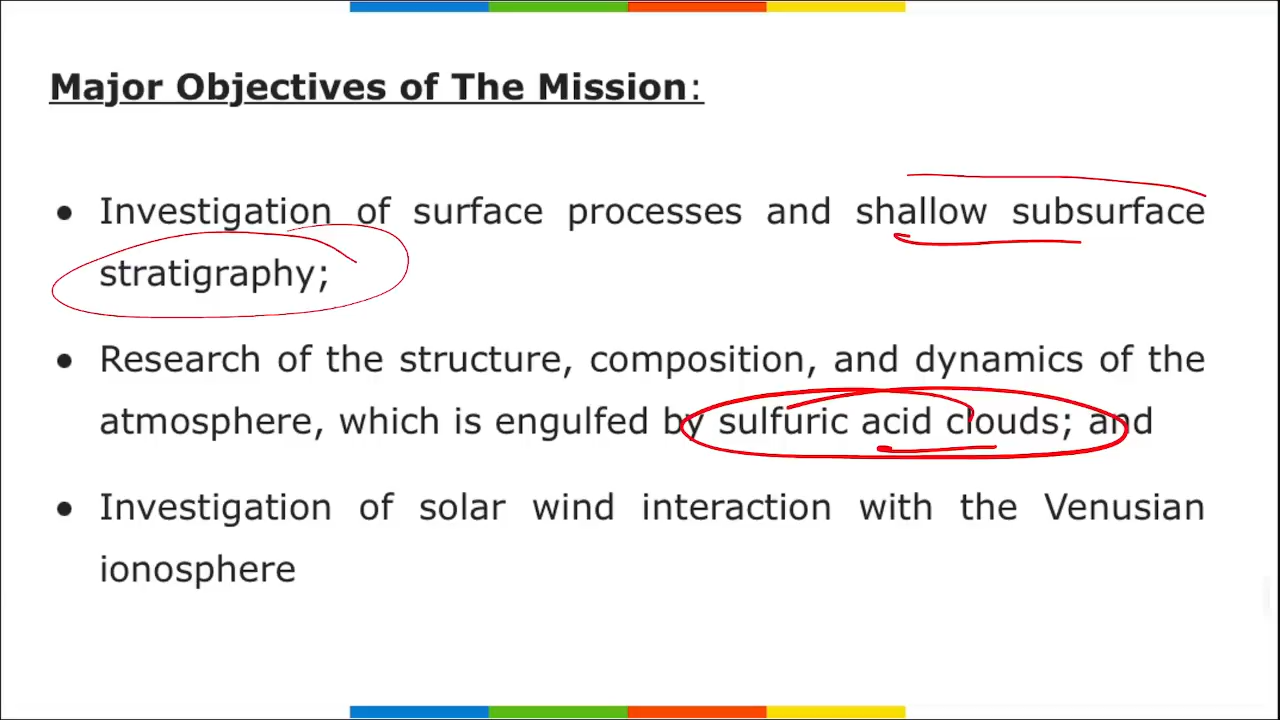 Major Objectives of The Mission:
● Investigation of surface processes and shallow subsurface
stratigraphy;
● Research of the structure, composition, and dynamics of the
atmosphere, which is engulfed by sulfuric acid clouds; and
● Investigation of solar wind interaction with the Venusian
ionosphere